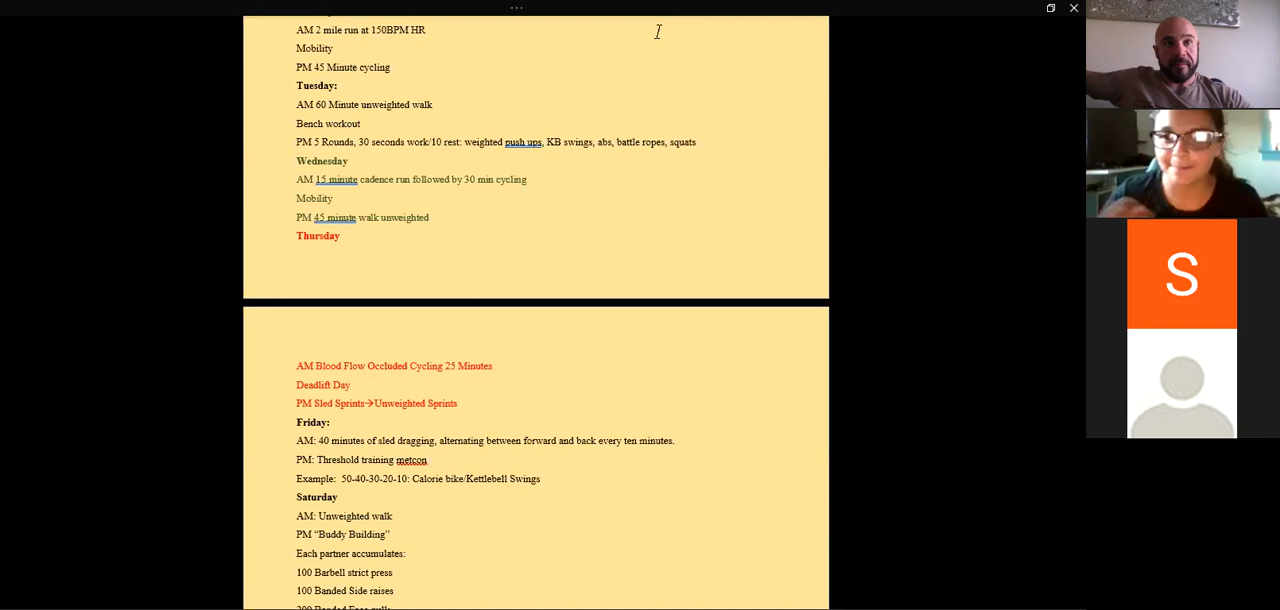 AM 2 mile run at 150BPM HR
Mobility
PM 45 Minute cycling
Tuesday:
AM 60 Minute unweighted walk
Bench workout
PM 5 Rounds, 30 seconds work/10 rest: weighted push ups, KB swings, abs, battle ropes, squats
Wednesday
AM 15 minute cadence run followed by 30 min cycling
Mobility
PM 45 minute walk unweighted
Thursday
AM Blood Flow Occluded Cycling 25 Minutes
Deadlift Day
PM Sled Sprints→Unweighted Sprints
Friday:
AM: 40 minutes of sled dragging, alternating between forward and back every ten minutes.
PM: Threshold training metcon
Example: 50-40-30-20-10: Calorie bike/Kettlebell Swings
Saturday
AM: Unweighted walk
PM “Buddy Building”
Each partner accumulates:
100 Barbell strict press
100 Banded Side raises
S